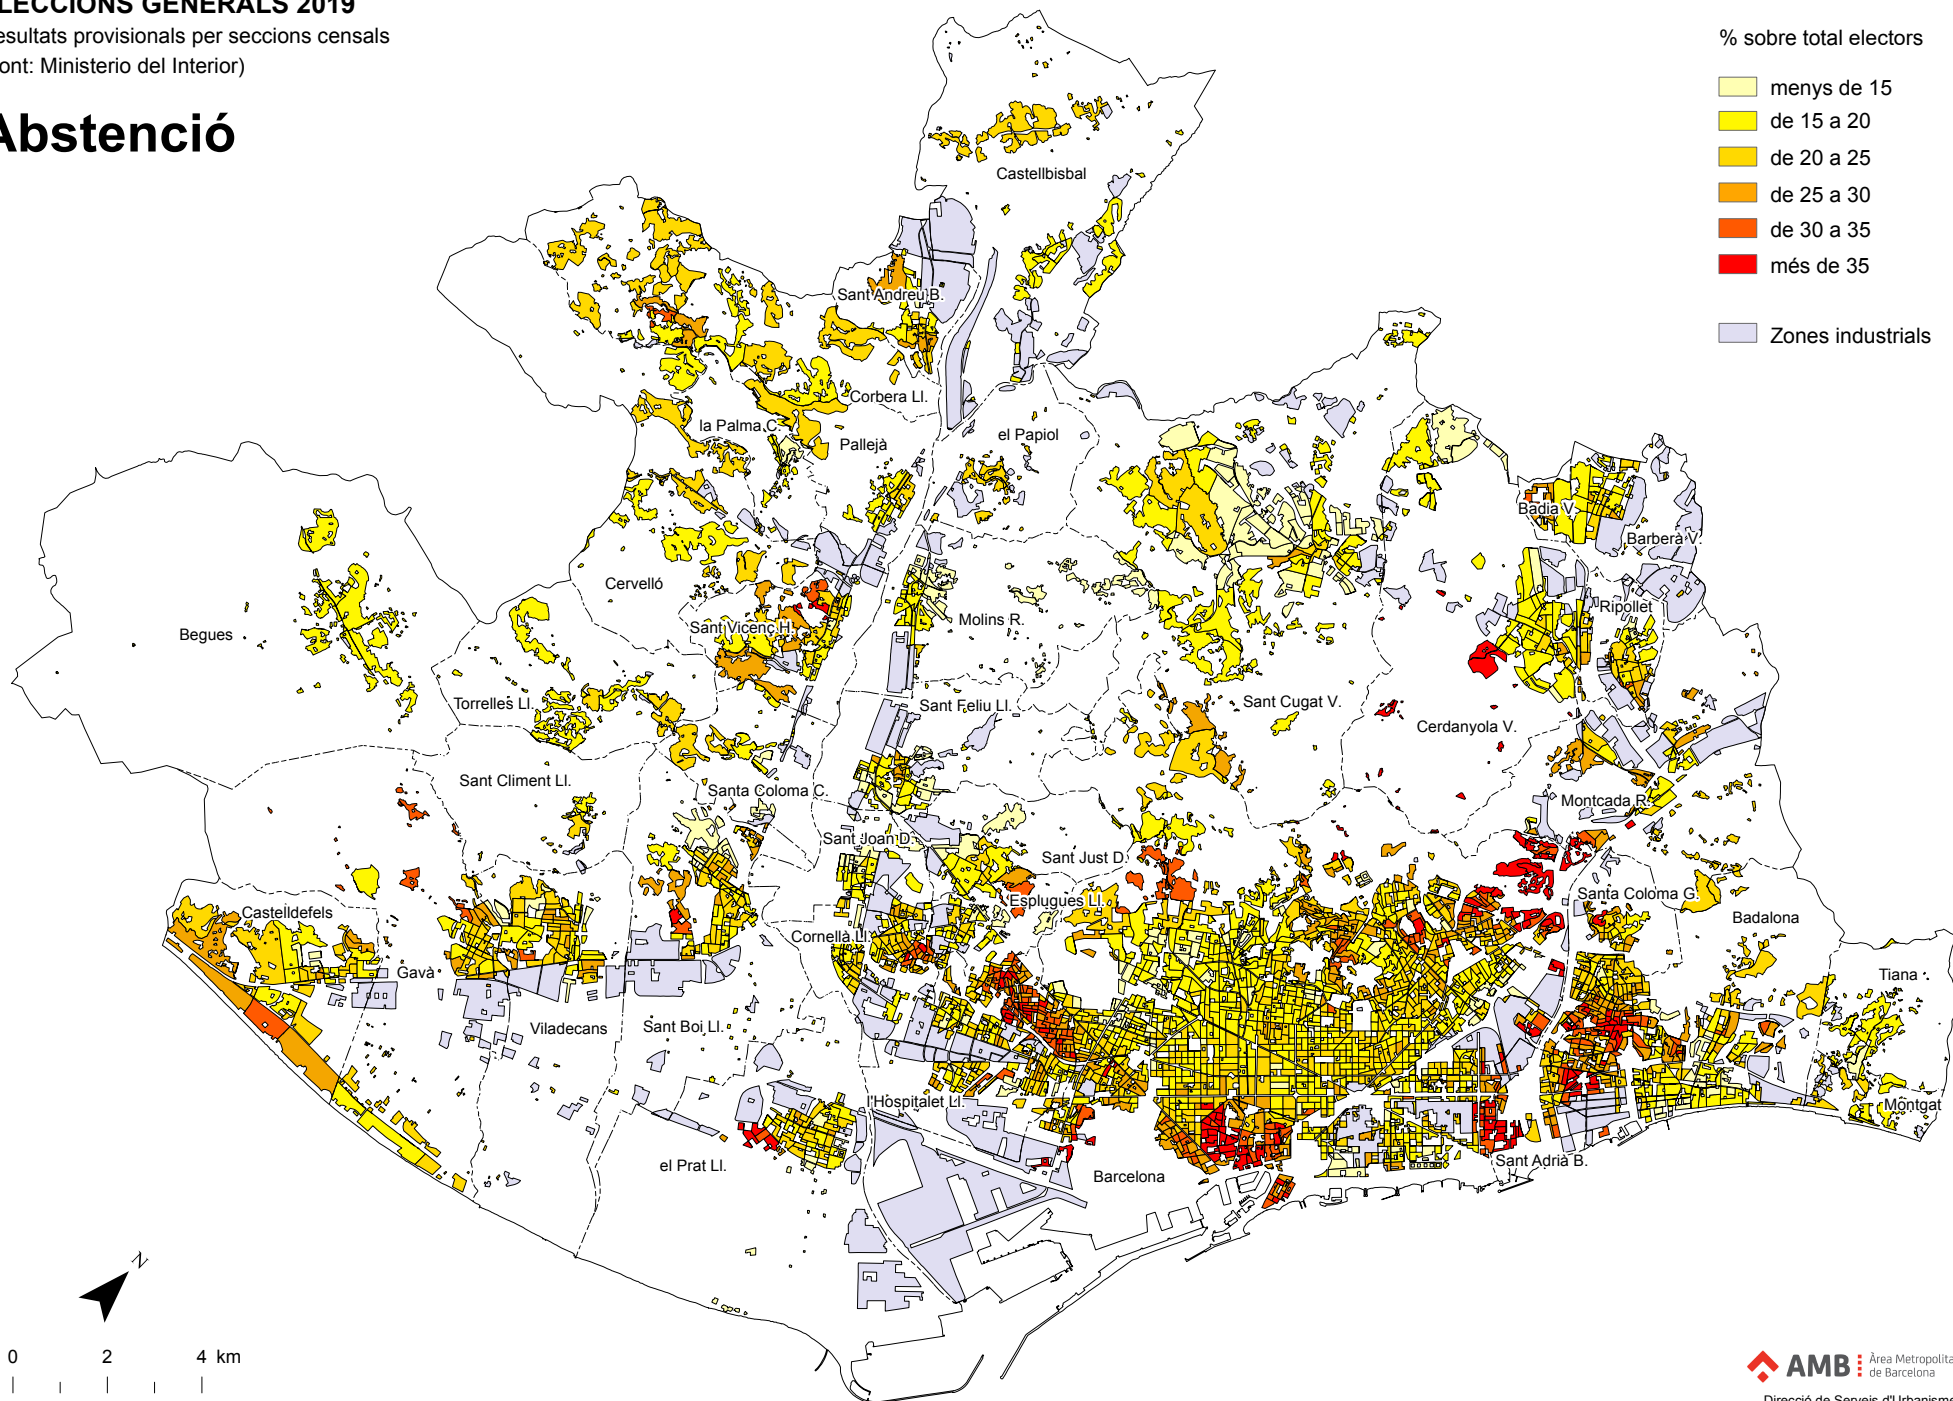 LECCIONS GENERALS 2019
esultats provisionals per seccions censals
ont: Ministerio del Interior)
Abstenció
% sobre total electors
menys de 15
de 15 a 20
de 20 a 25
de 25 a 30
de 30 a 35
més de 35
Zones industrials
Castellbisbal
Sant Andreu B.
Corbera Ll.
la Palma C.
Pallejà
el Papiol
Badia V.
Barberà V.
Cervelló
Begues
Sant Vicenç H.
Molins R.
Ripollet
Torrelles Ll.
Sant Feliu Ll.
Sant Cugat V.
Cerdanyola V.
Sant Climent Ll.
Santa Coloma C.
Montcada R.
Sant Joan D.
Sant Just D.
Santa Coloma G.
Esplugues Ll.
Castelldefels
Badalona
Cornellà Ll.
Gavà
Tiana
Viladecans
Sant Boi Ll.
l'Hospitalet Ll.
Montgat
el Prat Ll.
Sant Adrià B.
Barcelona
N
0 2 4 km
AMB Àrea Metropolita
de Barcelona
Direcció de Serveis d'Urbanisme